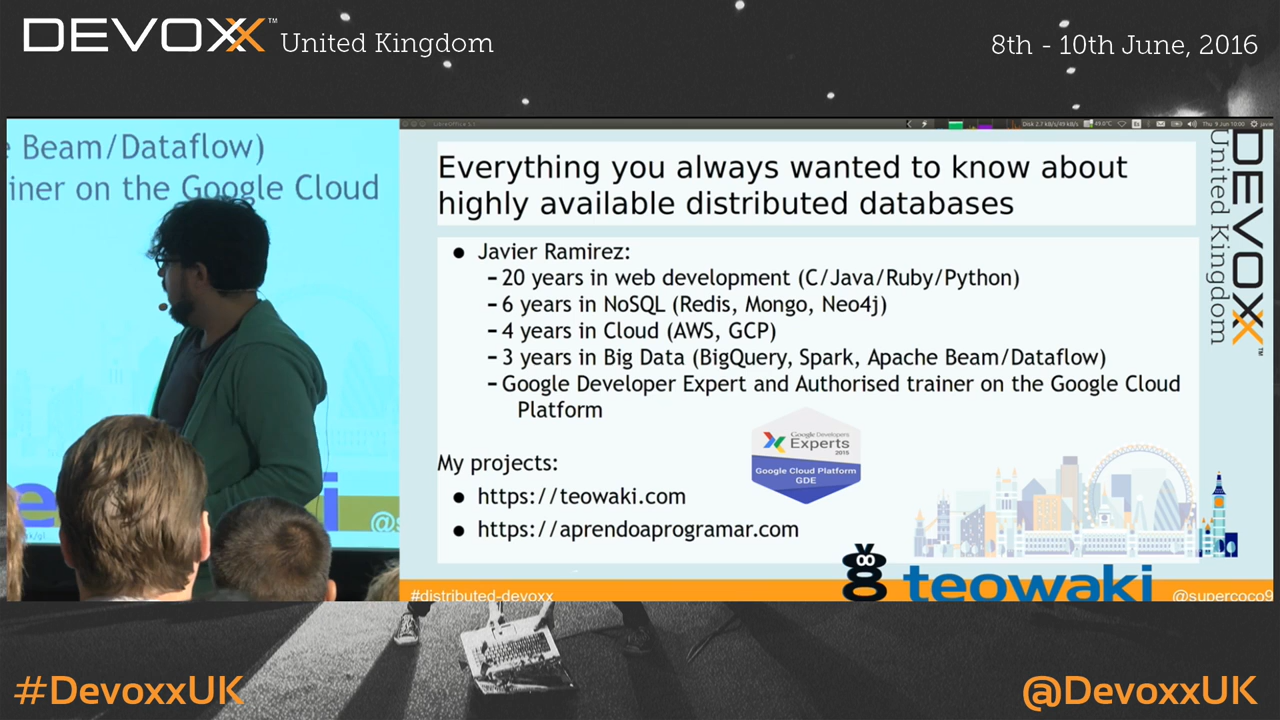 DEVOXX™ United Kingdom
8th - 10th June, 2016
Beam/Dataflow)
iner on the Google Cloud
Everything you always wanted to know about
highly available distributed databases
• Javier Ramirez:
– 20 years in web development (C/Java/Ruby/Python)
– 6 years in NoSQL (Redis, Mongo, Neo4j)
– 4 years in Cloud (AWS, GCP)
– 3 years in Big Data (BigQuery, Spark, Apache Beam/Dataflow)
– Google Developer Expert and Authorised trainer on the Google Cloud
Platform
Google Developers
Experts
2015
Google Cloud Platform
GDE
My projects:
• https://teowaki.com
• https://aprendoaprogramar.com
DEVOXX™
United Kingdom
#distributed-devoxx
teowaki
@supercoco9
#DevoxxUK
@DevoxxUK